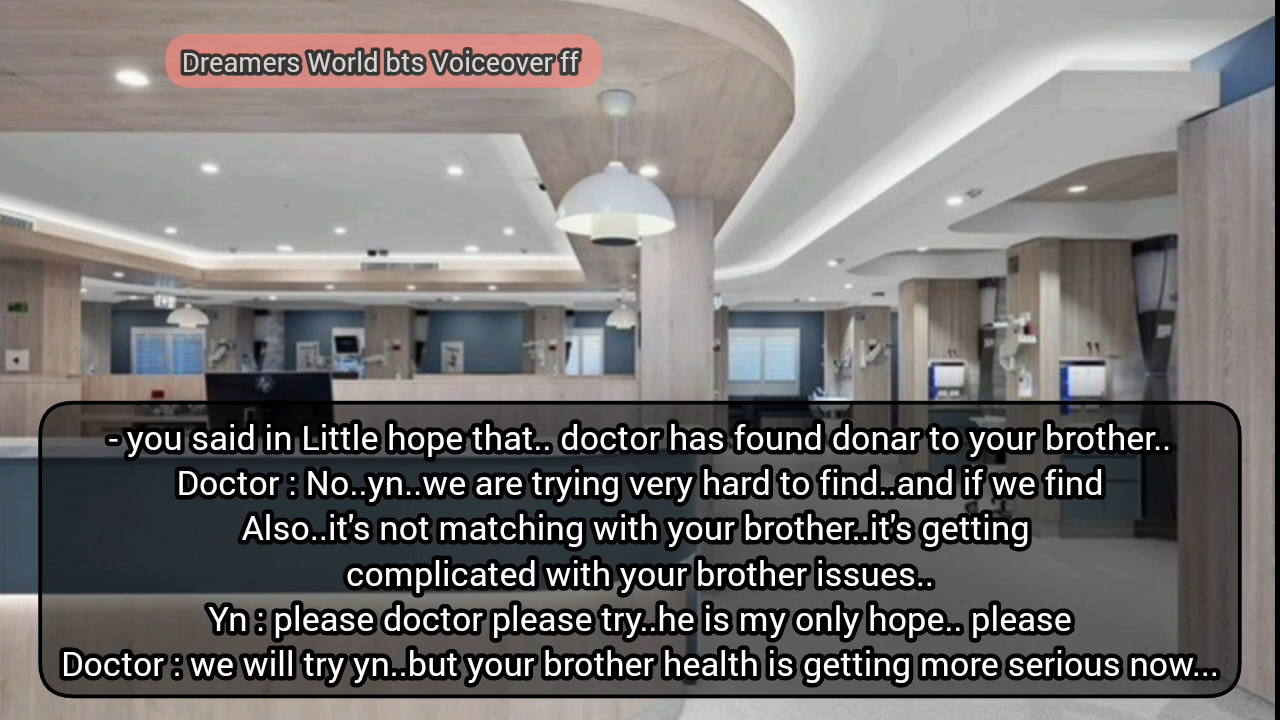 Dreamers World bts Voiceover ff
- you said in Little hope that.. doctor has found donar to your brother..
Doctor : No..yn..we are trying very hard to find..and if we find
Also..it's not matching with your brother..it's getting
complicated with your brother issues..
Yn : please doctor please try..he is my only hope.. please
Doctor : we will try yn..but your brother health is getting more serious now...